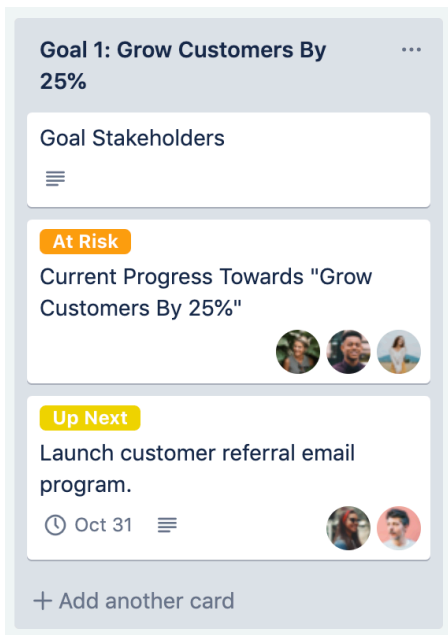 Goal 1: Grow Customers By
25%
Goal Stakeholders
At Risk
Current Progress Towards "Grow
Customers By 25%"
Up Next
Launch customer referral email
program.
Oct 31
+ Add another card